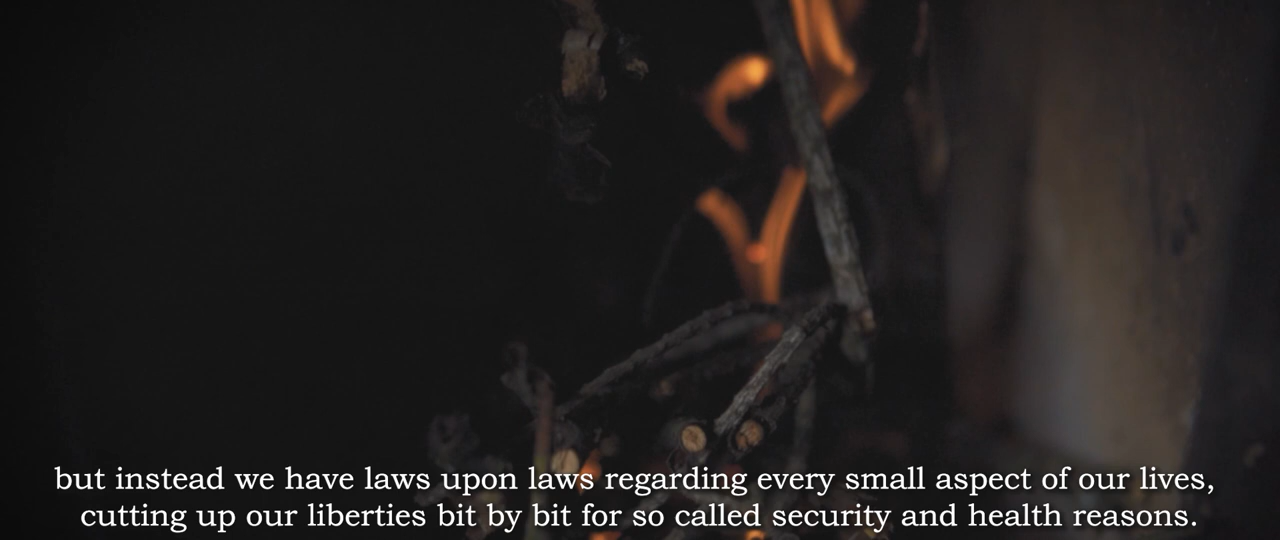 but instead we have laws upon laws regarding every small aspect of our lives,
cutting up our liberties bit by bit for so called security and health reasons.